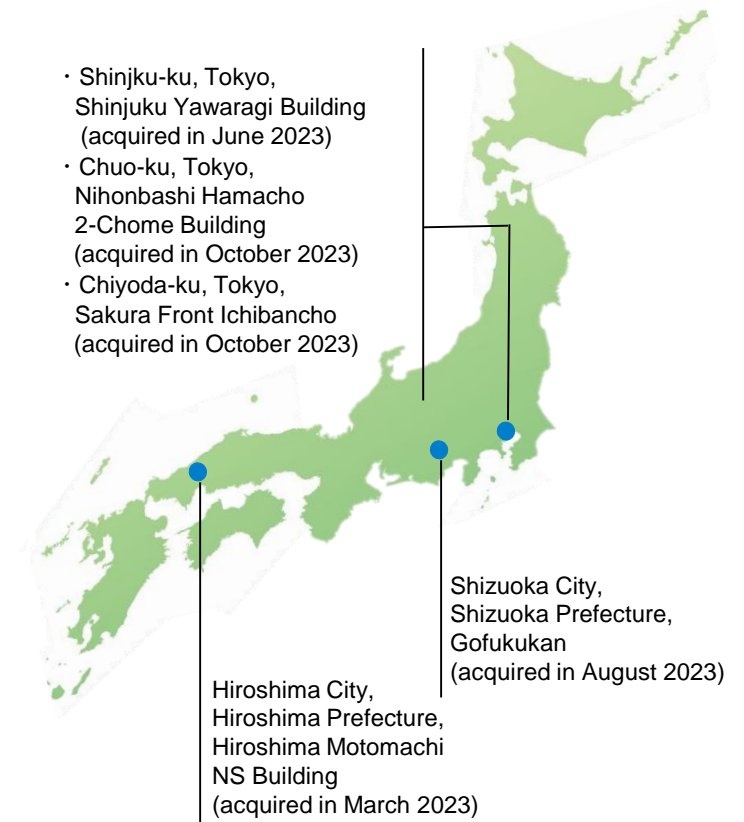 ・Shinjku-ku, Tokyo,
Shinjuku Yawaragi Building
(acquired in June 2023)
・Chuo-ku, Tokyo,
Nihonbashi Hamacho
2-Chome Building
(acquired in October 2023)
・Chiyoda-ku, Tokyo,
Sakura Front Ichibancho
(acquired in October 2023)
Shizuoka City,
Shizuoka Prefecture,
Gofukukan
(acquired in August 2023)
Hiroshima City,
Hiroshima Prefecture,
Hiroshima Motomachi
NS Building
(acquired in March 2023)